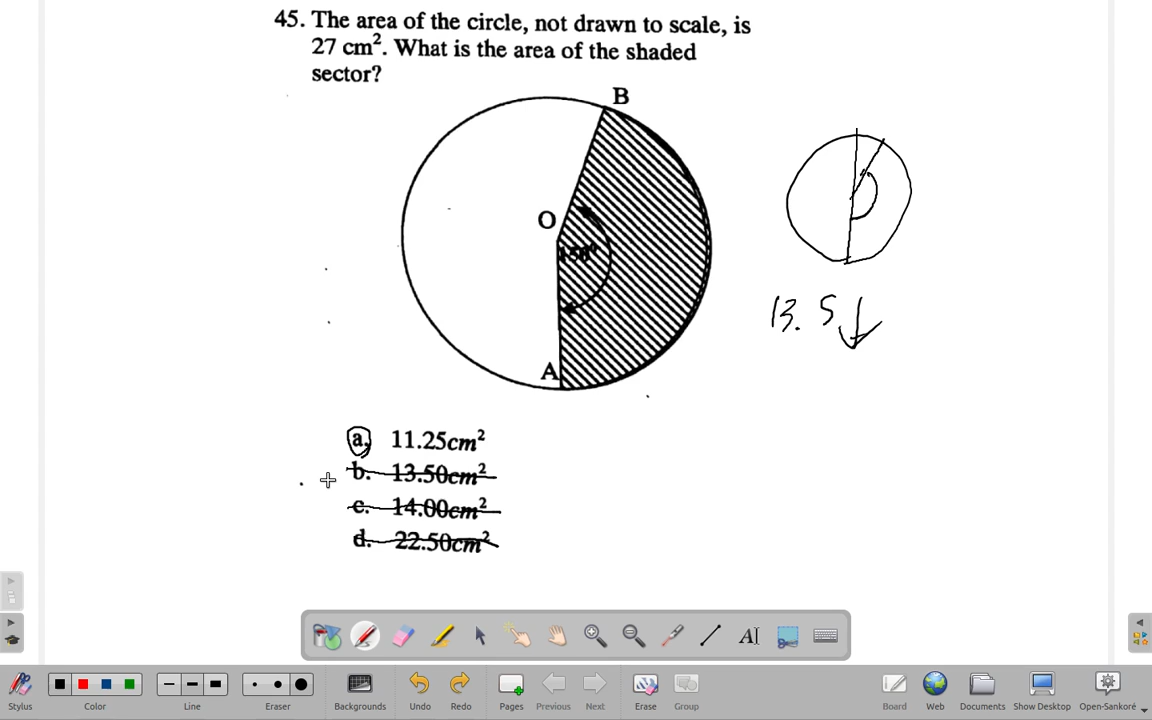 45. The area of the circle, not drawn to scale, is
27 cm². What is the area of the shaded
sector?
B
O
150°
A
13.5
a. 11.25cm²
b. 13.50cm²
c. 14.00cm²
d. 22.50cm²
Stylus
Color
Line
Eraser
Backgrounds
Undo
Redo
Pages
Previous
Next
Erase
Group
Board
Web
Documents
Show Desktop
Open-Sankoré